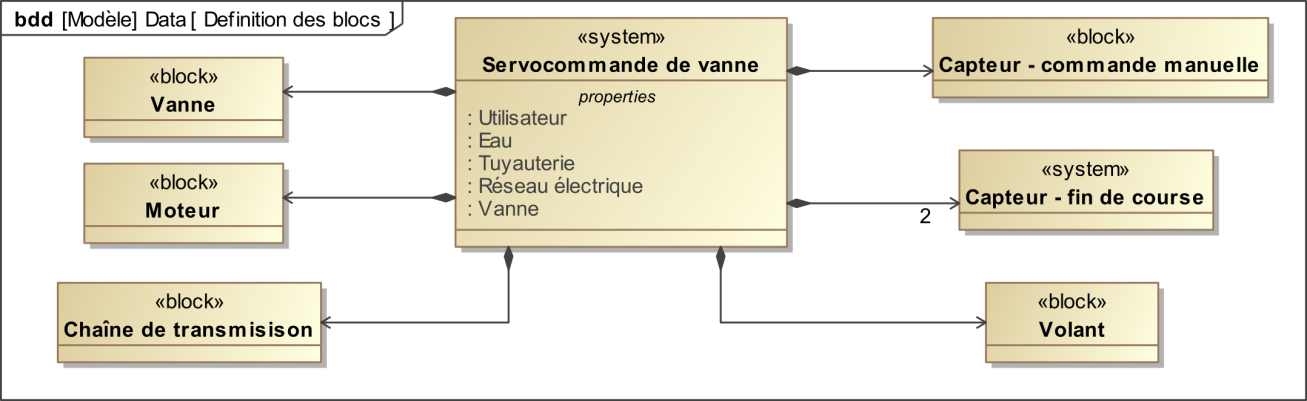 bdd [Modèle] Data [ Definition des blocs ]
«system»
Servocommande de vanne
properties
: Utilisateur
: Eau
: Tuyauterie
: Réseau électrique
: Vanne
«block»
Vanne
«block»
Moteur
«block»
Chaîne de transmisison
«block»
Capteur - commande manuelle
«system»
Capteur - fin de course
2
«block»
Volant